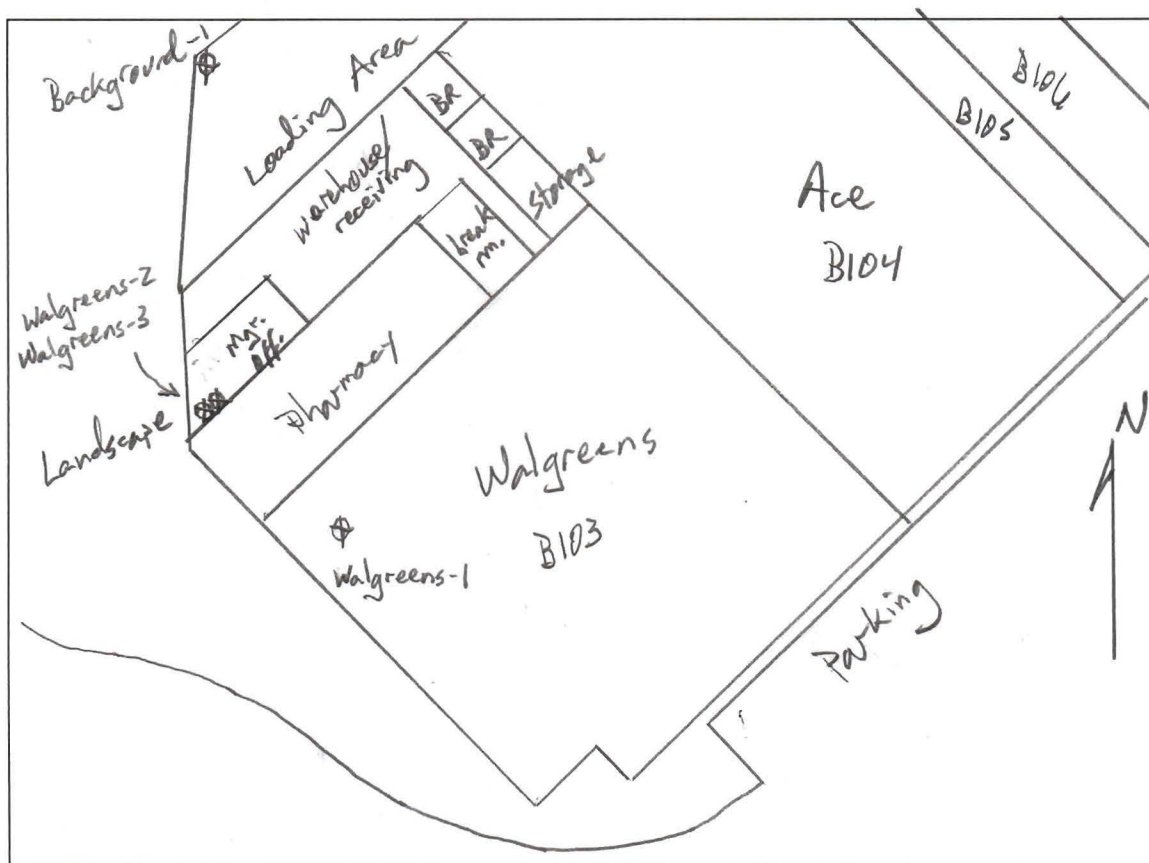 Background-1
Loading Area
Warehouse/
receiving
BR
BR
Storage
break
rm.
Ace
B104
B105
B106
Walgreens-2
Walgreens-3
Mgr.
Off.
Landscape
Pharmacy
Walgreens
B103
Walgreens-1
Parking
N